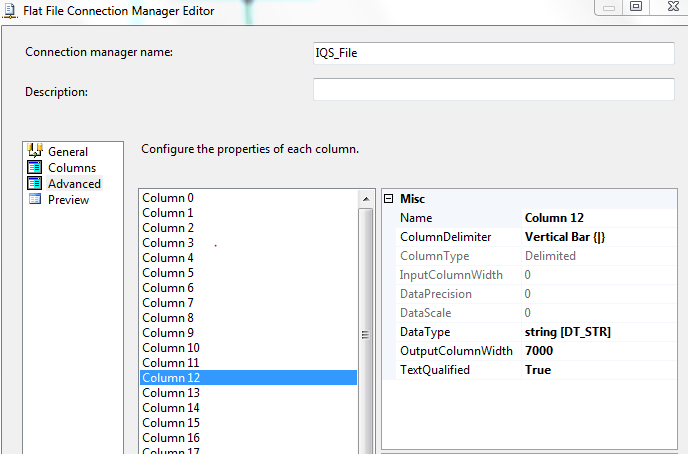 Flat File Connection Manager Editor
Connection manager name: IQS_File
Description:
General
Columns
Advanced
Preview
Configure the properties of each column.
Column 0
Column 1
Column 2
Column 3
Column 4
Column 5
Column 6
Column 7
Column 8
Column 9
Column 10
Column 11
Column 12
Column 13
Column 14
Column 15
Column 16
Column 17
Misc
Name Column 12
ColumnDelimiter Vertical Bar {|}
ColumnType Delimited
InputColumnWidth 0
DataPrecision 0
DataScale 0
DataType string [DT_STR]
OutputColumnWidth 7000
TextQualified True